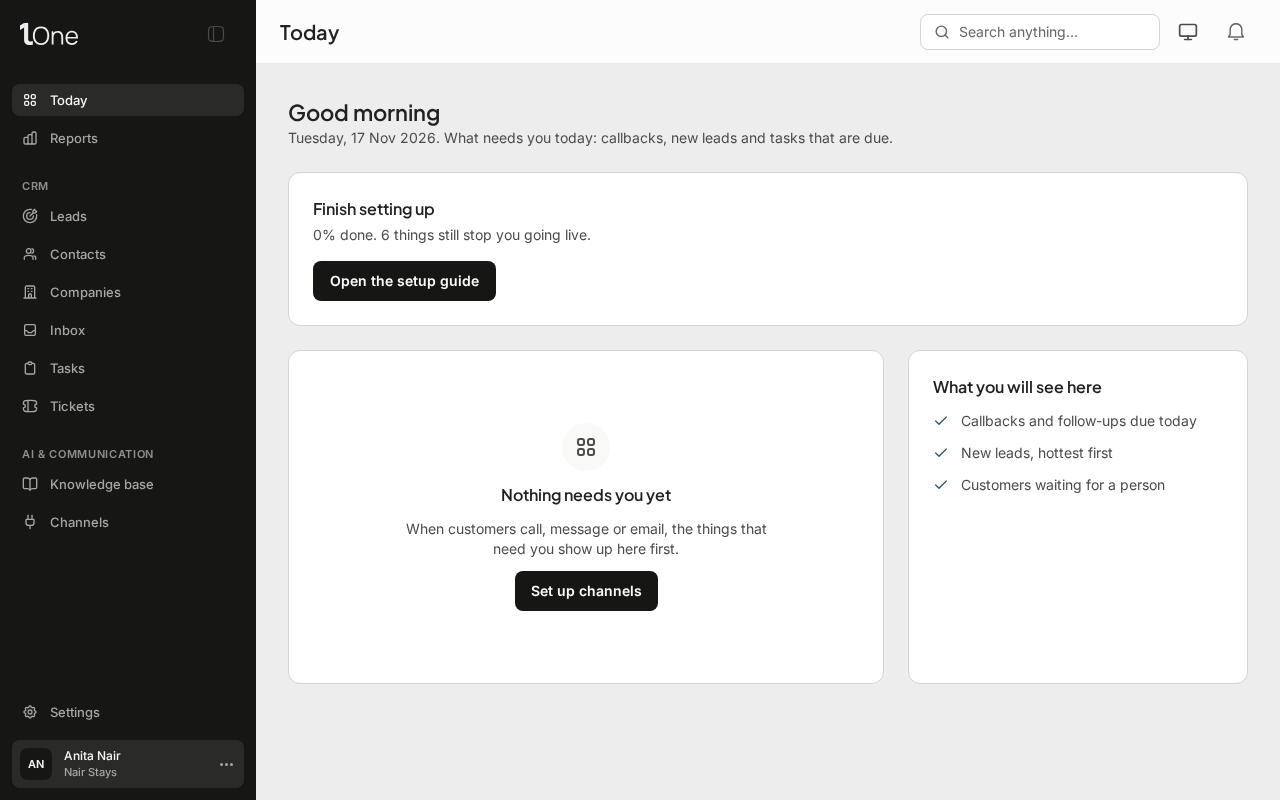 1One
Today
Search anything...
Today
Reports
CRM
Leads
Contacts
Companies
Inbox
Tasks
Tickets
AI & COMMUNICATION
Knowledge base
Channels
Settings
AN
Anita Nair
Nair Stays
Good morning
Tuesday, 17 Nov 2026. What needs you today: callbacks, new leads and tasks that are due.
Finish setting up
0% done. 6 things still stop you going live.
Open the setup guide
Nothing needs you yet
When customers call, message or email, the things that
need you show up here first.
Set up channels
What you will see here
Callbacks and follow-ups due today
New leads, hottest first
Customers waiting for a person